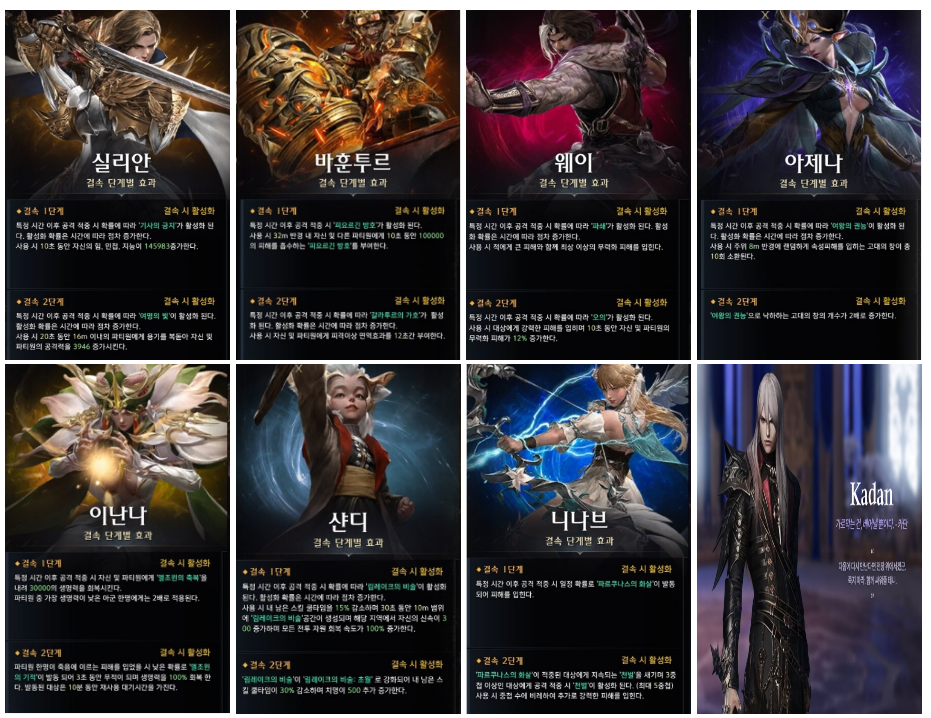 실리안
결속 단계별 효과
◆ 결속 1단계 결속 시 활성화
특정 시간 이후 공격 적중 시 확률에 따라 '기사의 긍지'가 활성화 된
다. 활성화 확률은 시간에 따라 점차 증가한다.
사용 시 10초 동안 자신의 힘, 민첩, 지능이 145983증가한다.
◆ 결속 2단계 결속 시 활성화
특정 시간 이후 공격 적중 시 확률에 따라 '여명의 빛'이 활성화 된다.
활성화 확률은 시간에 따라 점차 증가한다.
사용 시 20초 동안 16m 이내의 파티원에게 용기를 북돋아 자신 및
파티원의 공격력을 3946 증가시킨다.
바훈투르
결속 단계별 효과
◆ 결속 1단계 결속 시 활성화
특정 시간 이후 공격 적중 시 '피요르긴 방호'가 활성화 된다.
사용 시 32m 반경 내 자신 및 다른 파티원에게 10초 동안 100000
의 피해를 흡수하는 '피요르긴 방호'를 부여한다.
◆ 결속 2단계 결속 시 활성화
특정 시간 이후 공격 적중 시 확률에 따라 '갈라투르의 가호'가 활성
화 된다. 활성화 확률은 시간에 따라 점차 증가한다.
사용 시 자신 및 파티원에게 피격이상 면역효과를 12초간 부여한다.
웨이
결속 단계별 효과
◆ 결속 1단계 결속 시 활성화
특정 시간 이후 공격 적중 시 확률에 따라 '파쇄'가 활성화 된다. 활성
화 확률은 시간에 따라 점차 증가한다.
사용 시 적에게 큰 피해와 함께 최상 이상의 무력화 피해를 입힌다.
◆ 결속 2단계 결속 시 활성화
특정 시간 이후 공격 적중 시 확률에 따라 '오의'가 활성화 된다.
사용 시 대상에게 강력한 피해를 입히며 10초 동안 자신 및 파티원의
무력화 피해가 12% 증가한다.
아제나
결속 단계별 효과
◆ 결속 1단계 결속 시 활성화
특정 시간 이후 공격 적중 시 확률에 따라 '여왕의 권능'이 활성화 된
다. 활성화 확률은 시간에 따라 점차 증가한다.
사용 시 주위 8m 반경에 랜덤하게 속성피해를 입히는 고대의 창이 총
10회 소환된다.
◆ 결속 2단계 결속 시 활성화
'여왕의 권능'으로 낙하하는 고대의 창의 개수가 2배로 증가한다.
이난나
결속 단계별 효과
◆ 결속 1단계 결속 시 활성화
특정 시간 이후 공격 적중 시 자신 및 파티원에게 '엘조윈의 축복'을
내려 30000의 생명력을 회복시킨다.
파티원 중 가장 생명력이 낮은 아군 한명에게는 2배로 적용된다.
◆ 결속 2단계 결속 시 활성화
파티원 한명이 죽음에 이르는 피해를 입었을 시 낮은 확률로 '엘조윈
의 기적'이 발동 되어 3초 동안 무적이 되며 생명력을 100% 회복 한
다. 발동된 대상은 10분 동안 재사용 대기시간을 가진다.
샨디
결속 단계별 효과
◆ 결속 1단계 결속 시 활성화
특정 시간 이후 공격 적중 시 확률에 따라 '림레이크의 비술'이 활성화
된다. 활성화 확률은 시간에 따라 점차 증가한다.
사용 시 내 남은 스킬 쿨타임을 15% 감소하며 30초 동안 10m 범위
에 '림레이크의 비술'공간이 생성되며 해당 지역에서 자신의 신속이 3
00 증가하며 모든 전투 자원 회복 속도가 100% 증가한다.
◆ 결속 2단계 결속 시 활성화
'림레이크의 비술'이 '림레이크의 비술: 초월'로 강화되어 내 남은 스
킬 쿨타임이 30% 감소하며 치명이 500 추가 증가한다.
니나브
결속 단계별 효과
◆ 결속 1단계 결속 시 활성화
특정 시간 이후 공격 적중 시 일정 확률로 '파르쿠나스의 화살'이 발동
되어 피해를 입힌다.
◆ 결속 2단계 결속 시 활성화
'파르쿠나스의 화살'이 적중된 대상에게 지속되는 '천벌'을 새기며 3중
첩 이상인 대상에게 공격 적중 시 '천벌'이 활성화 된다. (최대 5중첩)
사용 시 중첩 수에 비례하여 추가로 강력한 피해를 입힌다.
Kadan
가로막는 건, 베어낼 뿐이다. - 카단